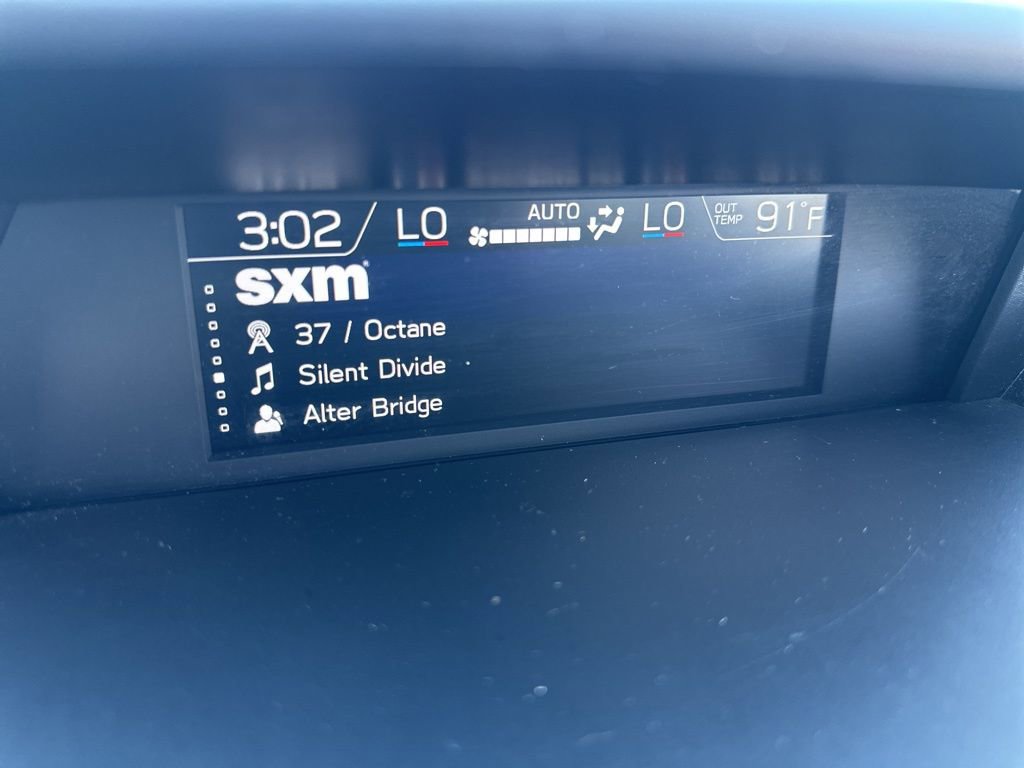 3:02 LO AUTO LO OUT TEMP 91°F
sxm®
37 / Octane
Silent Divide
Alter Bridge